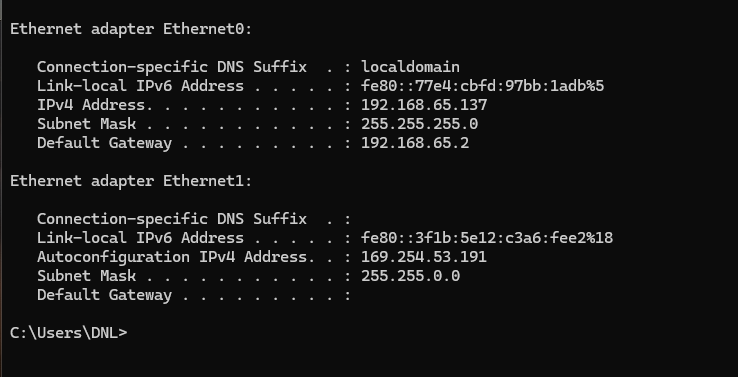 Ethernet adapter Ethernet0:
Connection-specific DNS Suffix  . : localdomain
Link-local IPv6 Address . . . . . : fe80::77e4:cbfd:97bb:1adb%5
IPv4 Address. . . . . . . . . . . : 192.168.65.137
Subnet Mask . . . . . . . . . . . : 255.255.255.0
Default Gateway . . . . . . . . . : 192.168.65.2
Ethernet adapter Ethernet1:
Connection-specific DNS Suffix  . :
Link-local IPv6 Address . . . . . : fe80::3f1b:5e12:c3a6:fee2%18
Autoconfiguration IPv4 Address. . : 169.254.53.191
Subnet Mask . . . . . . . . . . . : 255.255.0.0
Default Gateway . . . . . . . . . :
C:\Users\DNL>